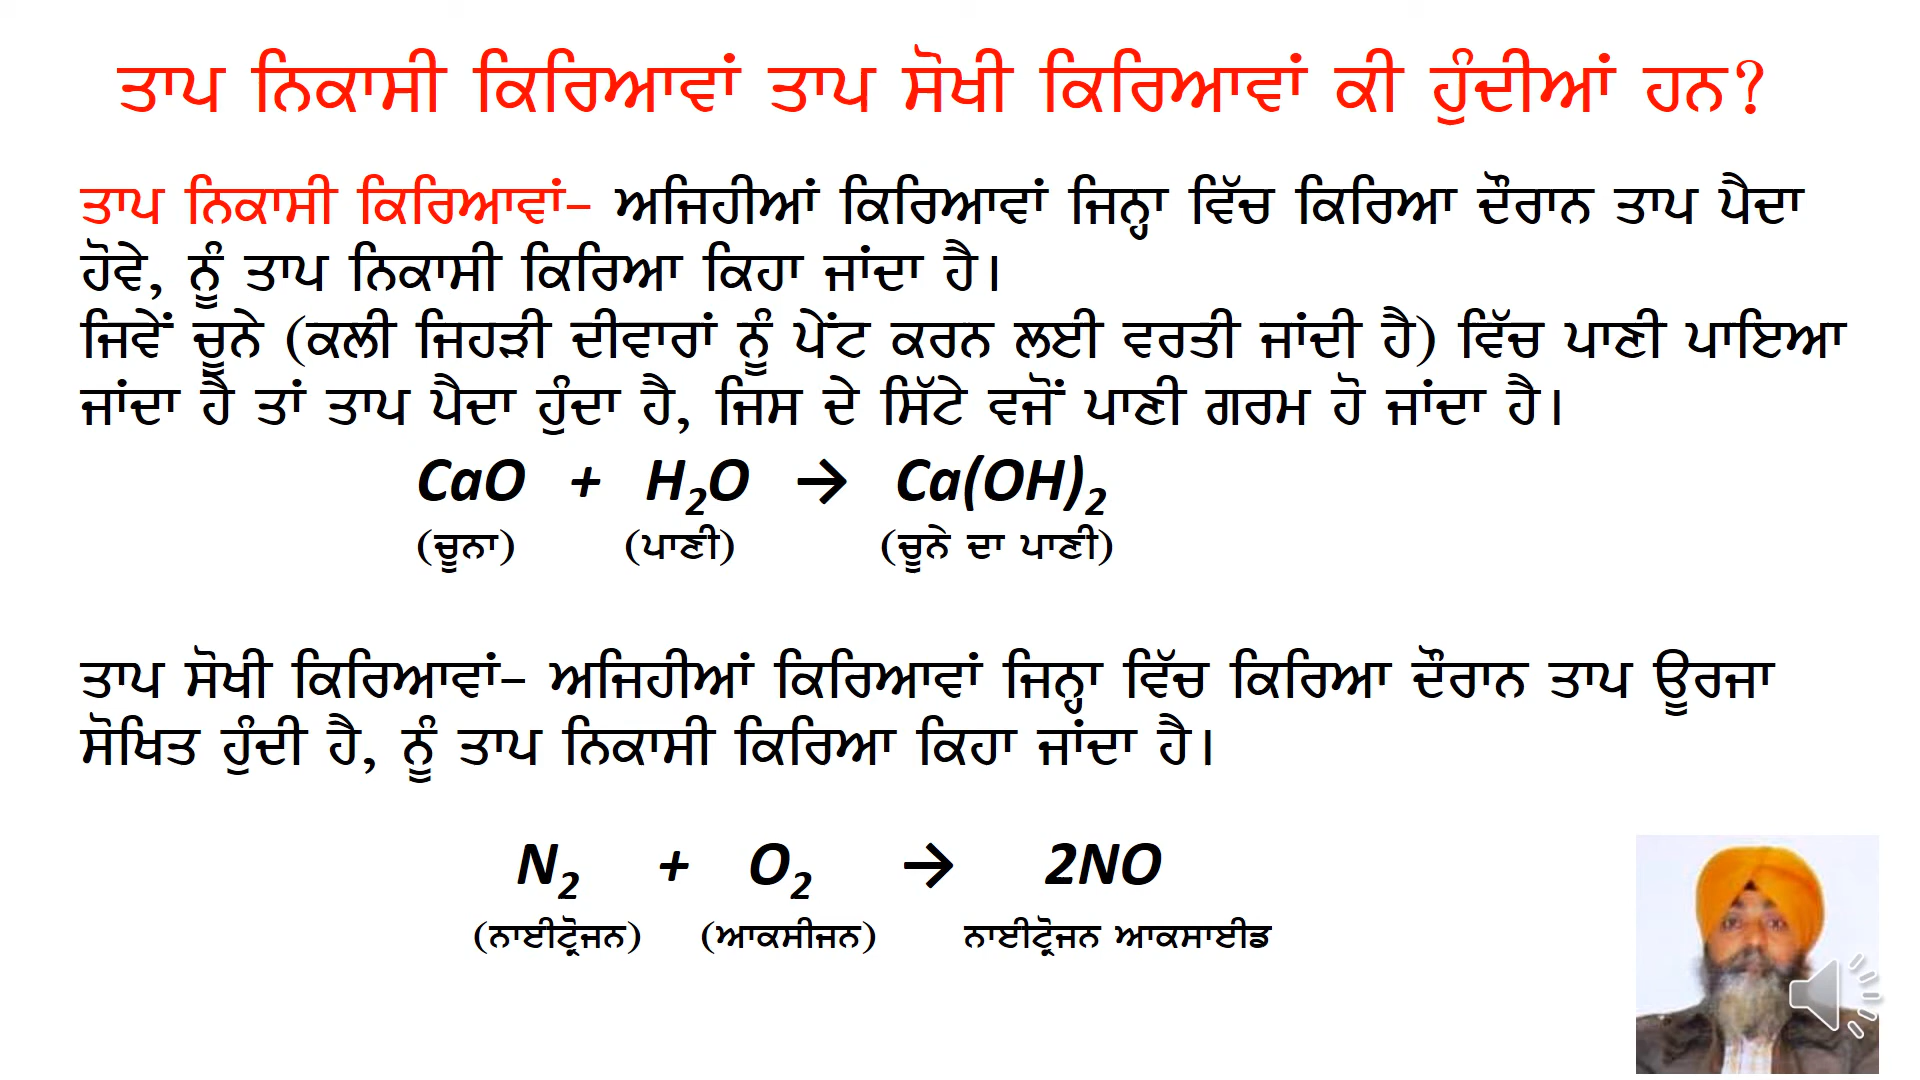 ਤਾਪ ਨਿਕਾਸੀ ਕਿਰਿਆਵਾਂ ਤਾਪ ਸੋਖੀ ਕਿਰਿਆਵਾਂ ਕੀ ਹੁੰਦੀਆਂ ਹਨ?
ਤਾਪ ਨਿਕਾਸੀ ਕਿਰਿਆਵਾਂ– ਅਜਿਹੀਆਂ ਕਿਰਿਆਵਾਂ ਜਿਨ੍ਹਾ ਵਿੱਚ ਕਿਰਿਆ ਦੌਰਾਨ ਤਾਪ ਪੈਦਾ
ਹੋਵੇ, ਨੂੰ ਤਾਪ ਨਿਕਾਸੀ ਕਿਰਿਆ ਕਿਹਾ ਜਾਂਦਾ ਹੈ।
ਜਿਵੇਂ ਚੂਨੇ (ਕਲੀ ਜਿਹੜੀ ਦੀਵਾਰਾਂ ਨੂੰ ਪੇਂਟ ਕਰਨ ਲਈ ਵਰਤੀ ਜਾਂਦੀ ਹੈ) ਵਿੱਚ ਪਾਣੀ ਪਾਇਆ
ਜਾਂਦਾ ਹੈ ਤਾਂ ਤਾਪ ਪੈਦਾ ਹੁੰਦਾ ਹੈ, ਜਿਸ ਦੇ ਸਿੱਟੇ ਵਜੋਂ ਪਾਣੀ ਗਰਮ ਹੋ ਜਾਂਦਾ ਹੈ।
CaO + H₂O → Ca(OH)₂
(ਚੂਨਾ) (ਪਾਣੀ) (ਚੂਨੇ ਦਾ ਪਾਣੀ)
ਤਾਪ ਸੋਖੀ ਕਿਰਿਆਵਾਂ– ਅਜਿਹੀਆਂ ਕਿਰਿਆਵਾਂ ਜਿਨ੍ਹਾ ਵਿੱਚ ਕਿਰਿਆ ਦੌਰਾਨ ਤਾਪ ਊਰਜਾ
ਸੋਖਿਤ ਹੁੰਦੀ ਹੈ, ਨੂੰ ਤਾਪ ਨਿਕਾਸੀ ਕਿਰਿਆ ਕਿਹਾ ਜਾਂਦਾ ਹੈ।
N₂ + O₂ → 2NO
(ਨਾਈਟ੍ਰੋਜਨ) (ਆਕਸੀਜਨ) ਨਾਈਟ੍ਰੋਜਨ ਆਕਸਾਈਡ